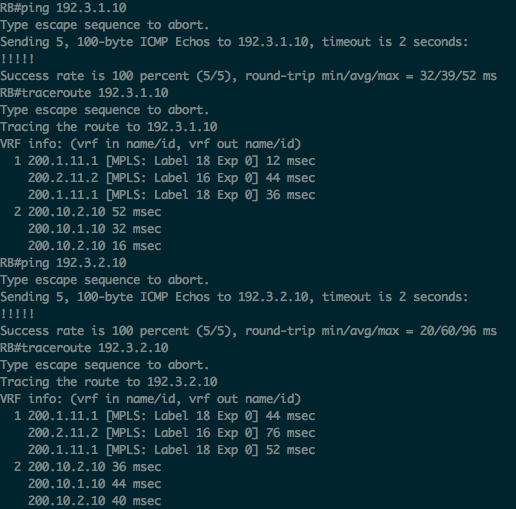 RB#ping 192.3.1.10
Type escape sequence to abort.
Sending 5, 100-byte ICMP Echos to 192.3.1.10, timeout is 2 seconds:
!!!!!
Success rate is 100 percent (5/5), round-trip min/avg/max = 32/39/52 ms
RB#traceroute 192.3.1.10
Type escape sequence to abort.
Tracing the route to 192.3.1.10
VRF info: (vrf in name/id, vrf out name/id)
  1 200.1.11.1 [MPLS: Label 18 Exp 0] 12 msec
    200.2.11.2 [MPLS: Label 16 Exp 0] 44 msec
    200.1.11.1 [MPLS: Label 18 Exp 0] 36 msec
  2 200.10.2.10 52 msec
    200.10.1.10 32 msec
    200.10.2.10 16 msec
RB#ping 192.3.2.10
Type escape sequence to abort.
Sending 5, 100-byte ICMP Echos to 192.3.2.10, timeout is 2 seconds:
!!!!!
Success rate is 100 percent (5/5), round-trip min/avg/max = 20/60/96 ms
RB#traceroute 192.3.2.10
Type escape sequence to abort.
Tracing the route to 192.3.2.10
VRF info: (vrf in name/id, vrf out name/id)
  1 200.1.11.1 [MPLS: Label 18 Exp 0] 44 msec
    200.2.11.2 [MPLS: Label 16 Exp 0] 76 msec
    200.1.11.1 [MPLS: Label 18 Exp 0] 52 msec
  2 200.10.2.10 36 msec
    200.10.1.10 44 msec
    200.10.2.10 40 msec